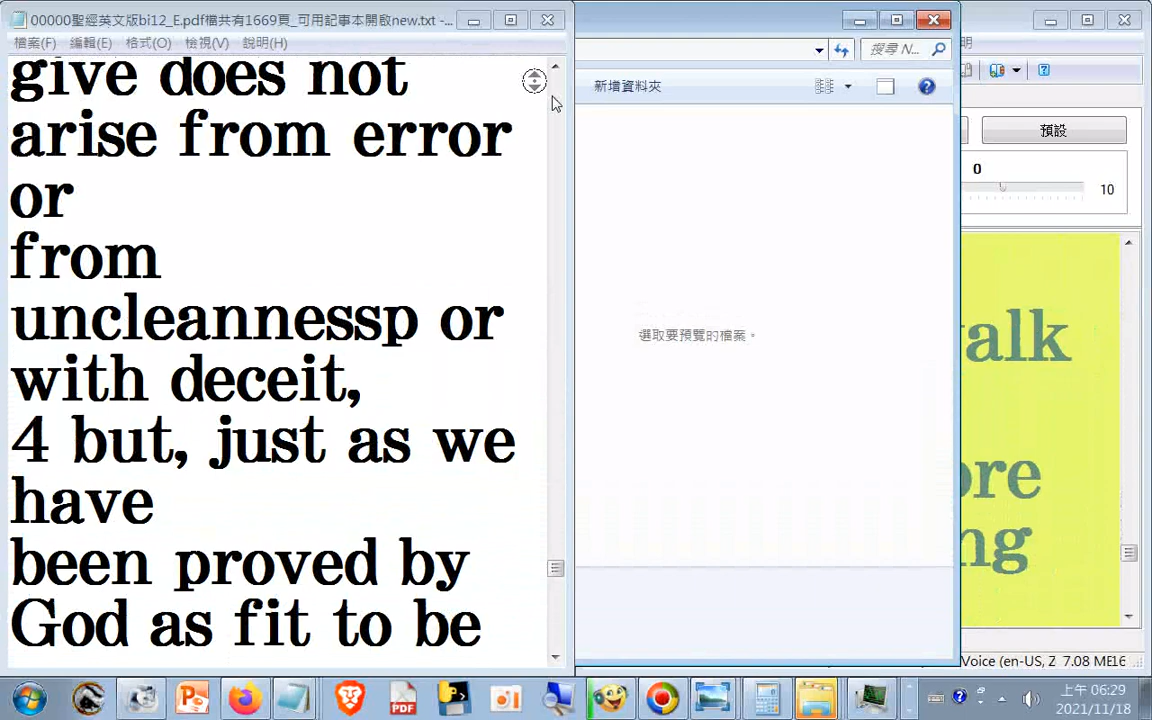 00000聖經英文版bi12_E.pdf檔共有1669頁_可用記事本開啟new.txt -...
檔案(F) 編輯(E) 格式(O) 檢視(V) 說明(H)
give does not
arise from error
or
from
uncleannessp or
with deceit,
4 but, just as we
have
been proved by
God as fit to be
搜尋 N...
新增資料夾
選取要預覽的檔案。
明
預設
0
10
alk
ore
ng
Voice (en-US, Z
7.08 ME16
上午 06:29
2021/11/18